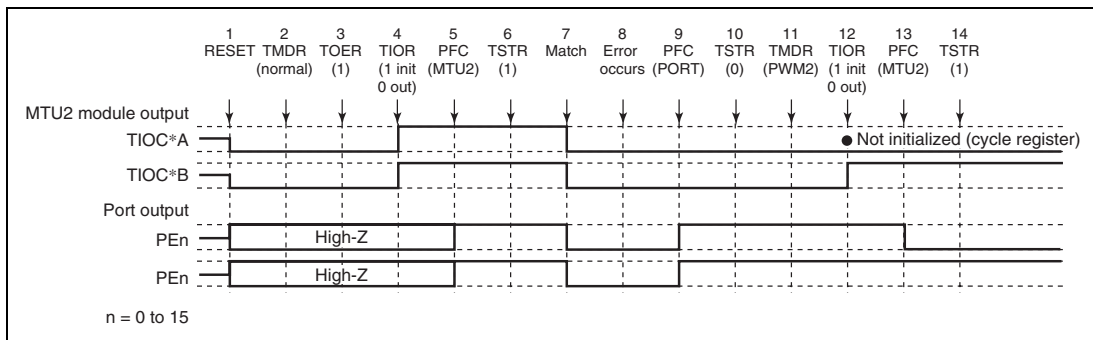 1 2 3 4 5 6 7 8 9 10 11 12 13 14
RESET TMDR TOER TIOR PFC TSTR Match Error PFC TSTR TMDR TIOR PFC TSTR
(normal) (1) (1 init (MTU2) (1) occurs (PORT) (0) (PWM2) (1 init (MTU2) (1)
0 out) 0 out)
MTU2 module output
TIOC*A ● Not initialized (cycle register)
TIOC*B
Port output
PEn High-Z
PEn High-Z
n = 0 to 15